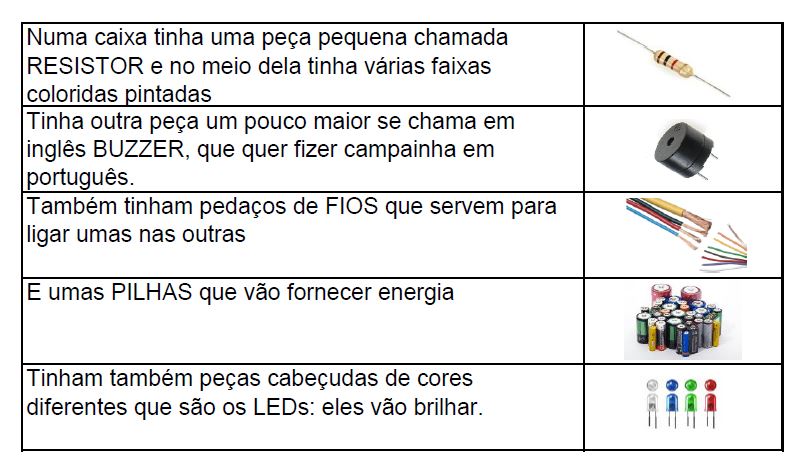 Numa caixa tinha uma peça pequena chamada
RESISTOR e no meio dela tinha várias faixas
coloridas pintadas
Tinha outra peça um pouco maior se chama em
inglês BUZZER, que quer fizer campainha em
português.
Também tinham pedaços de FIOS que servem para
ligar umas nas outras
E umas PILHAS que vão fornecer energia
Tinham também peças cabeçudas de cores
diferentes que são os LEDs: eles vão brilhar.